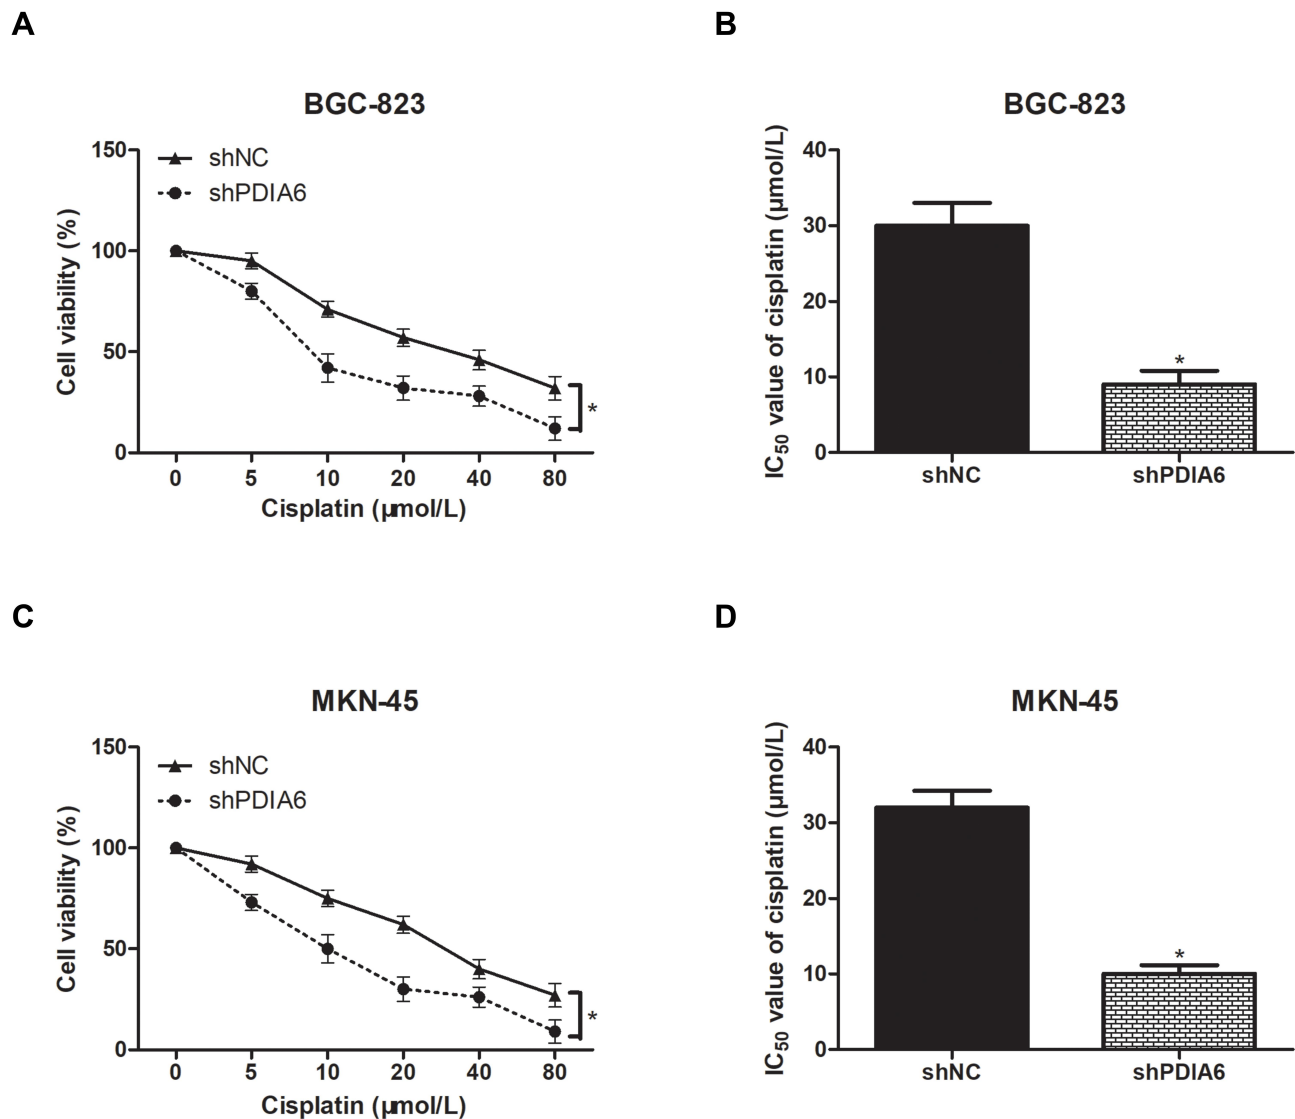 A
BGC-823
150
100
50
0
Cell viability (%)
shNC
shPDIA6
*
0 5 10 20 40 80
Cisplatin (μmol/L)
B
BGC-823
40
30
20
10
0
IC50 value of cisplatin (μmol/L)
*
shNC shPDIA6
C
MKN-45
150
100
50
0
Cell viability (%)
shNC
shPDIA6
*
0 5 10 20 40 80
Cisplatin (μmol/L)
D
MKN-45
40
30
20
10
0
IC50 value of cisplatin (μmol/L)
*
shNC shPDIA6